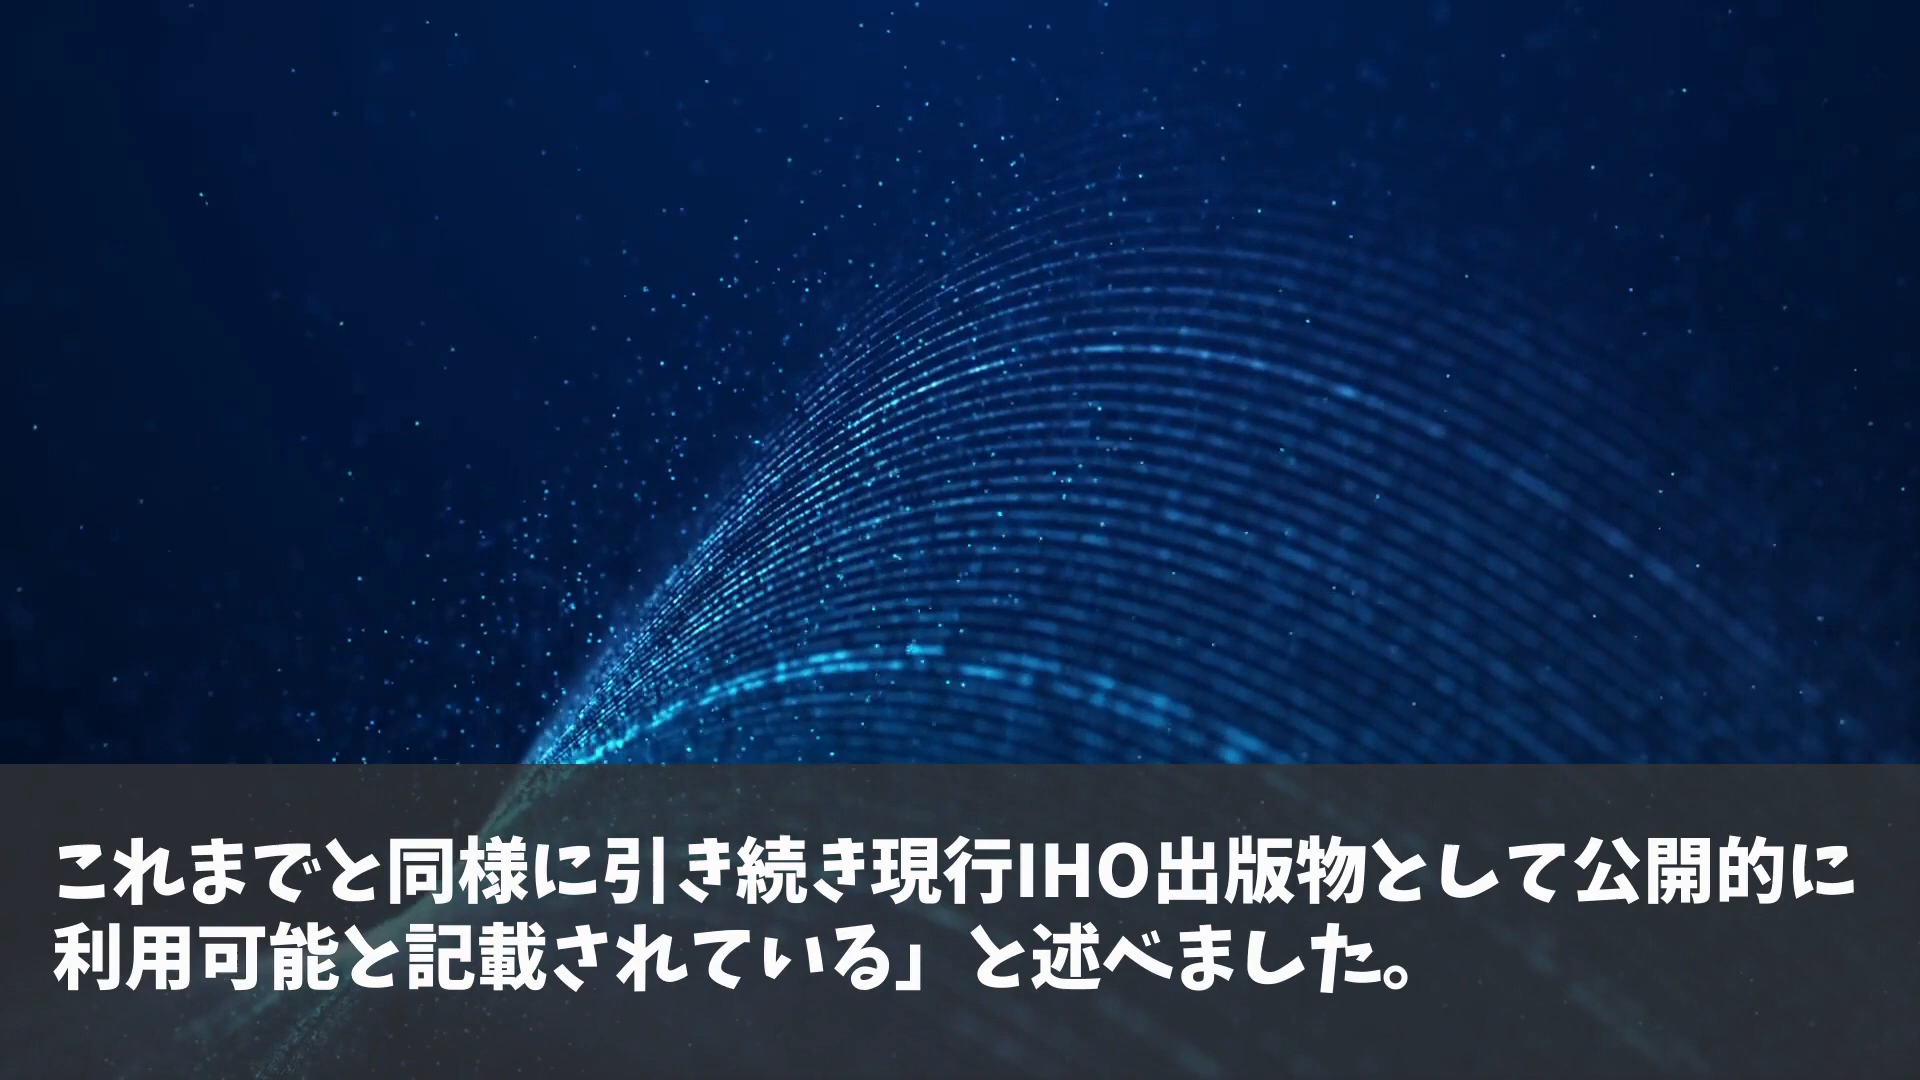 これまでと同様に引き続き現行IHO出版物として公開的に
利用可能と記載されている」と述べました。